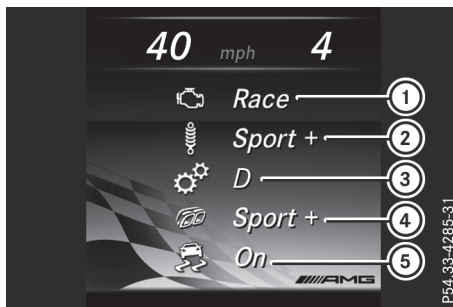 40 mph 4
Race 1
Sport + 2
D 3
Sport + 4
On 5
AMG
P54.33-4285-31